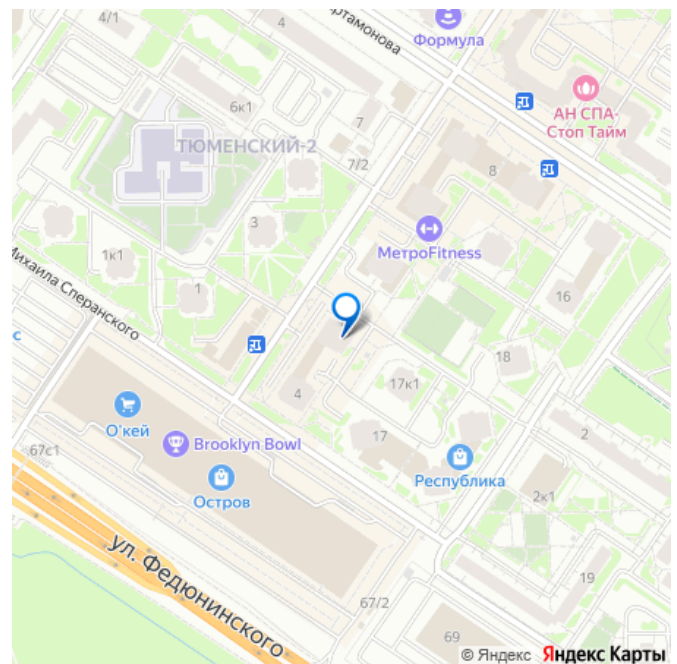 4/1
4
ртамонова
Формула
6к1
АН СПА-
Стоп Тайм
7
ТЮМЕНСКИЙ-2
7/2
8
3
МетроFitness
Михаила Сперанского
1к1
1
16
с
18
17к1
4
О'кей
17
2
67с1
Brooklyn Bowl
Республика
Остров
2к1
ул. Федюнинского
19
67/2
69
© Яндекс Яндекс Карты